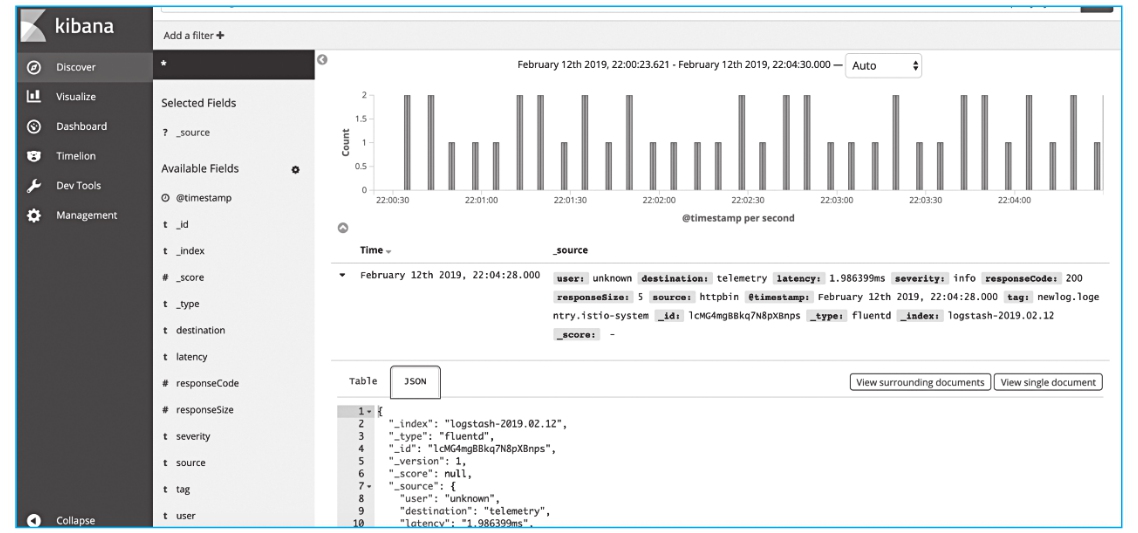 kibana
Discover
Visualize
Dashboard
Timelion
Dev Tools
Management
Collapse
Add a filter +
*
Selected Fields
? _source
Available Fields
@timestamp
t _id
t _index
# _score
t _type
t destination
t latency
# responseCode
# responseSize
t severity
t source
t tag
t user
February 12th 2019, 22:00:23.621 - February 12th 2019, 22:04:30.000 — Auto
Count
2
1.5
1
0.5
0
22:00:30 22:01:00 22:01:30 22:02:00 22:02:30 22:03:00 22:03:30 22:04:00
@timestamp per second
Time _source
February 12th 2019, 22:04:28.000 user: unknown destination: telemetry latency: 1.986399ms severity: info responseCode: 200
responseSize: 5 source: httpbin @timestamp: February 12th 2019, 22:04:28.000 tag: newlog.loge
ntry.istio-system _id: lcMG4mgBBkq7N8pXBnps _type: fluentd _index: logstash-2019.02.12
_score: -
Table JSON View surrounding documents View single document
1 {
2 "_index": "logstash-2019.02.12",
3 "_type": "fluentd",
4 "_id": "lcMG4mgBBkq7N8pXBnps",
5 "_version": 1,
6 "_score": null,
7 "_source": {
8 "user": "unknown",
9 "destination": "telemetry",
10 "latency": "1.986399ms",